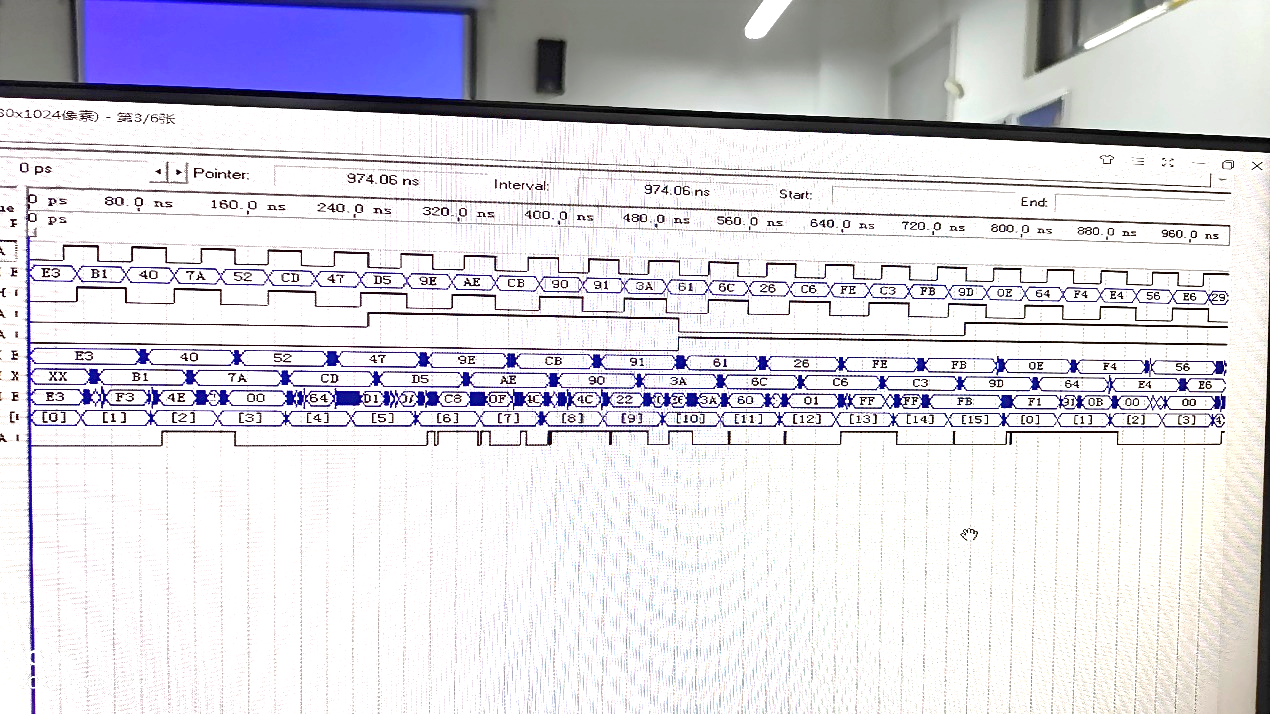 60x1024(像素) - 第3/6张
0 ps
Pointer:
974.06 ns
Interval:
974.06 ns
Start:
End:
0 ps 80.0 ns 160.0 ns 240.0 ns 320.0 ns 400.0 ns 480.0 ns 560.0 ns 640.0 ns 720.0 ns 800.0 ns 880.0 ns 960.0 ns
0 ps
E3 B1 40 7A 52 CD 47 D5 9E AE CB 90 91 3A 61 6C 26 C6 FE C3 FB 9D 0E 64 F4 E4 56 E6 29
E3 40 52 47 9E CB 91 61 26 FE FB 0E F4 56
XX B1 7A CD D5 AE 90 3A 6C C6 C3 9D 64 E4 E6
E3 F3 4E 00 64 D1 C8 0F 4C 22 3A 60 01 FF FF FB F1 0B 00 00
[0] [1] [2] [3] [4] [5] [6] [7] [8] [9] [10] [11] [12] [13] [14] [15] [0] [1] [2] [3]